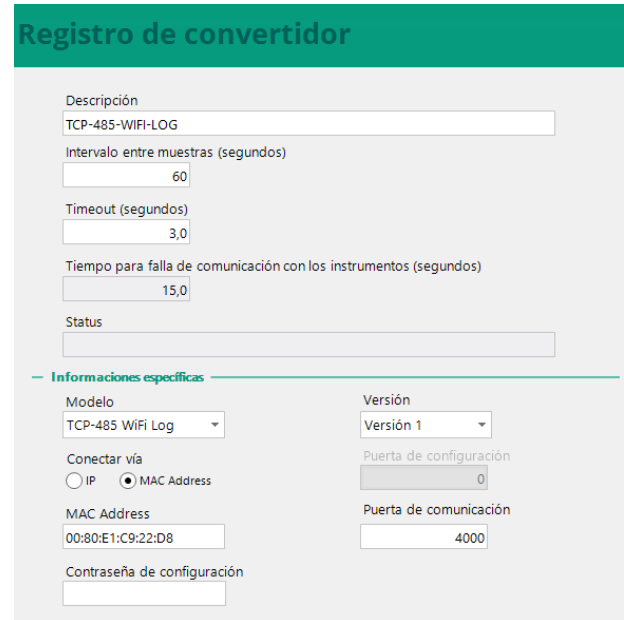 Registro de convertidor
Descripción
TCP-485-WIFI-LOG
Intervalo entre muestras (segundos)
60
Timeout (segundos)
3,0
Tiempo para falla de comunicación con los instrumentos (segundos)
15,0
Status
Informaciones específicas
Modelo
Versión
TCP-485 WiFi Log
Versión 1
Conectar vía
Puerta de configuración
IP
MAC Address
0
MAC Address
Puerta de comunicación
00:80:E1:C9:22:D8
4000
Contraseña de configuración